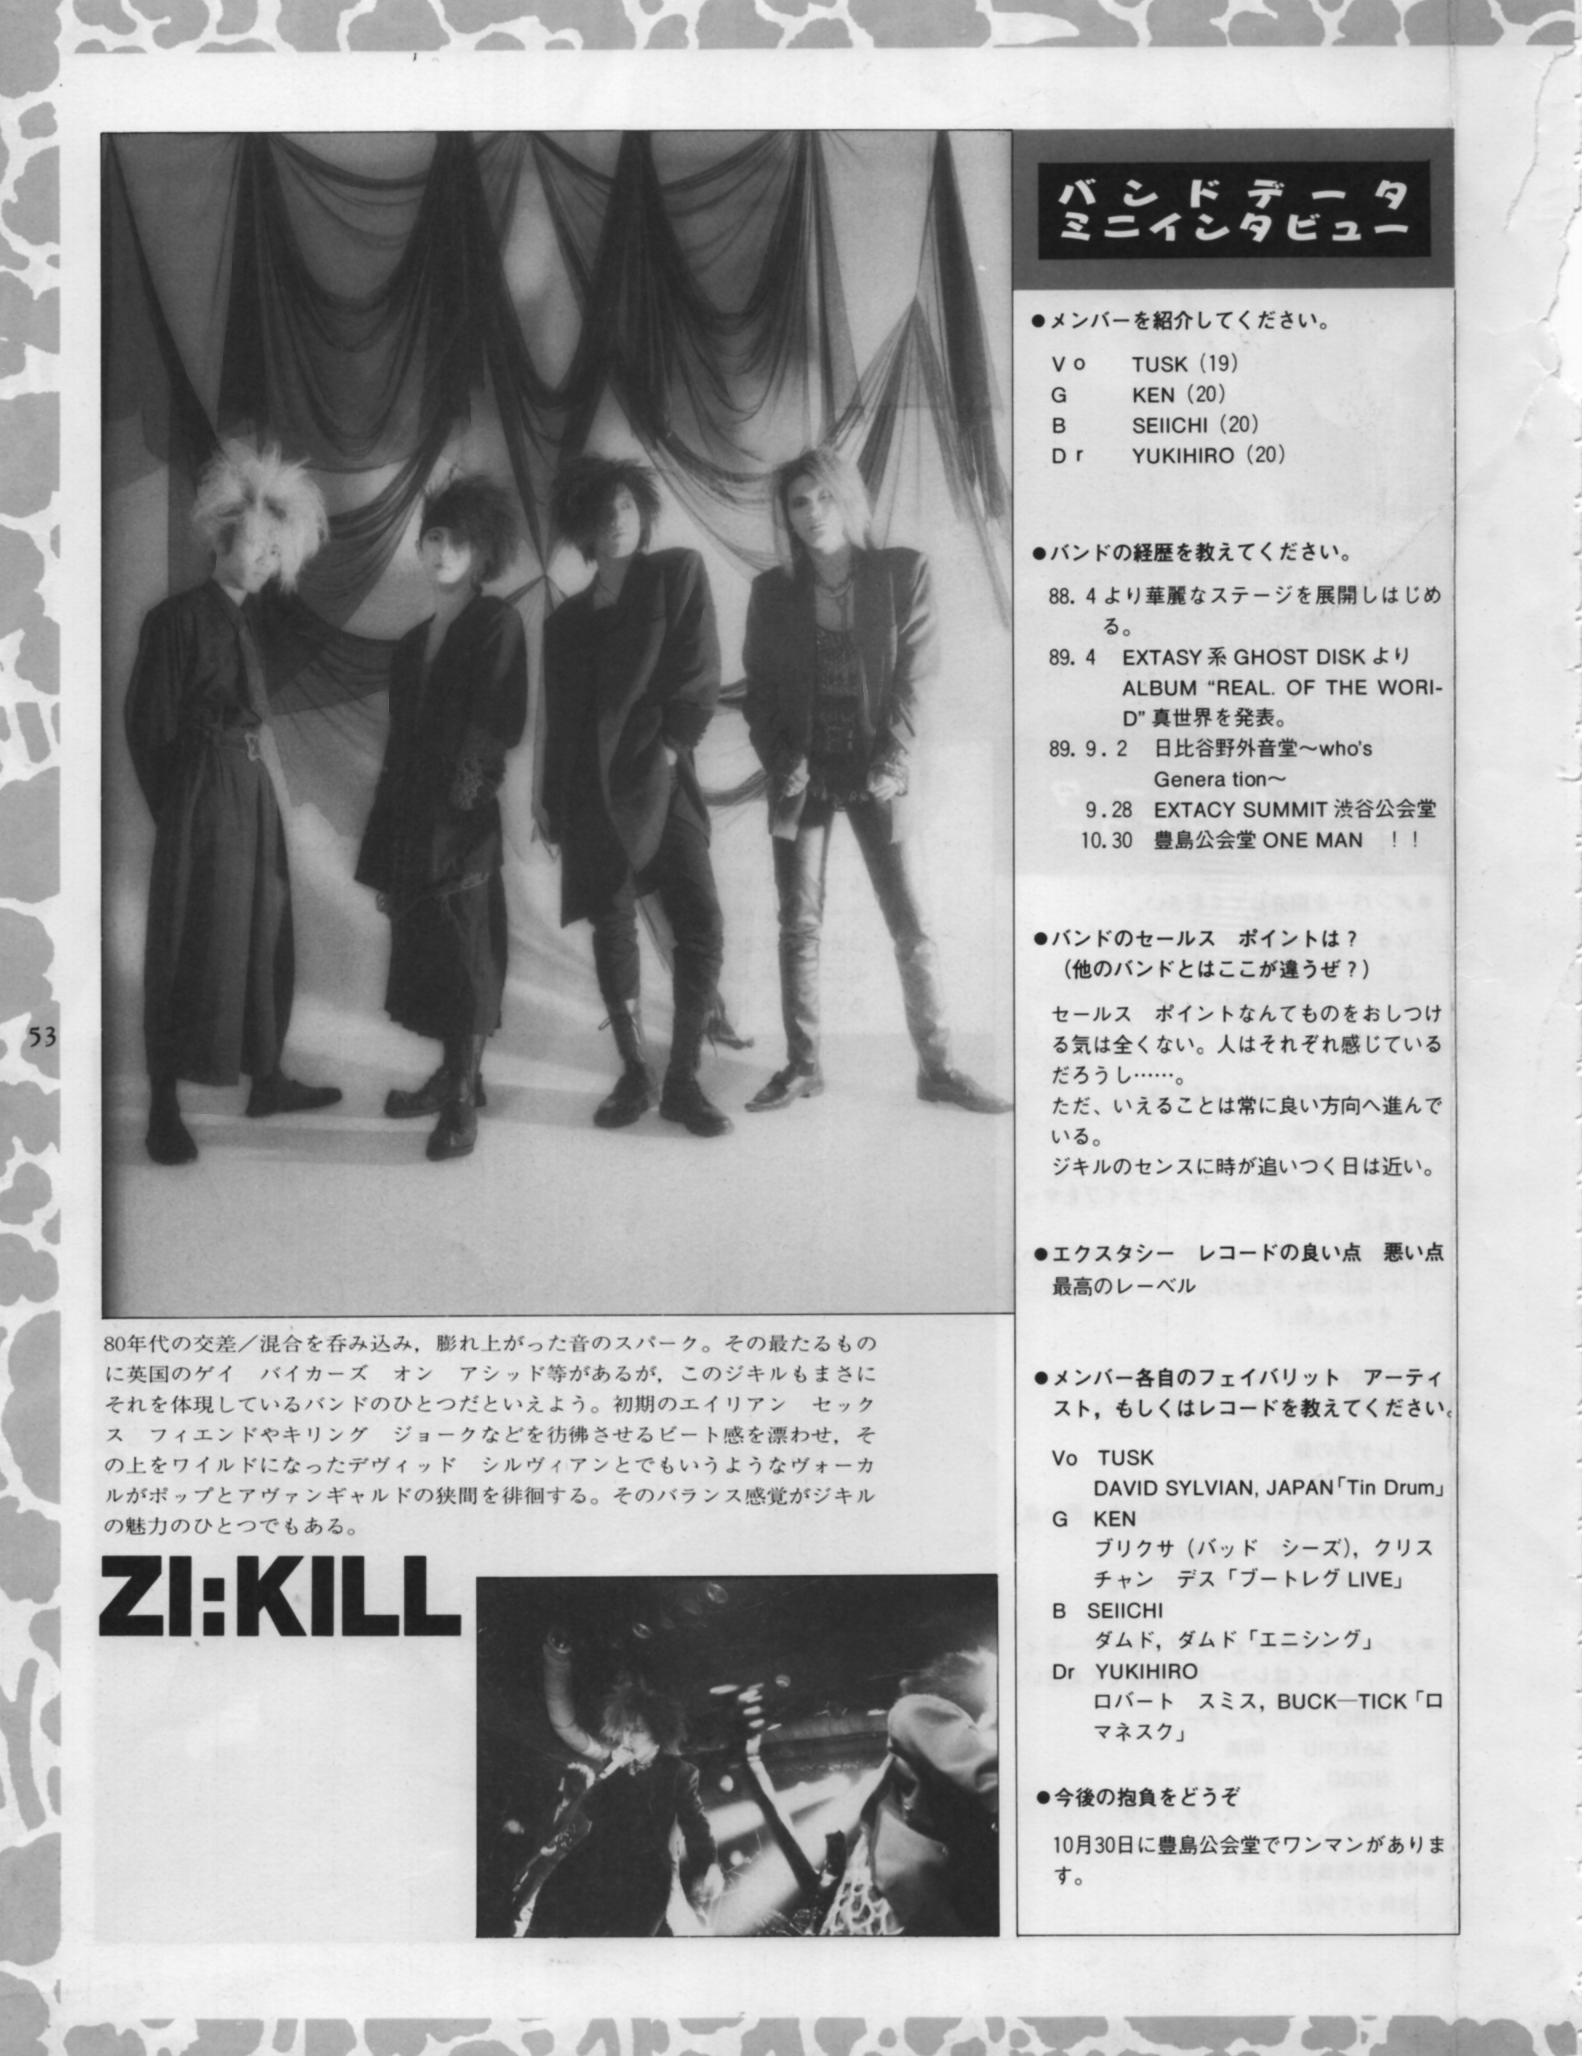 53
80年代の交差／混合を呑み込み，膨れ上がった音のスパーク。その最たるもの
に英国のゲイ　バイカーズ　オン　アシッド等があるが，このジキルもまさに
それを体現しているバンドのひとつだといえよう。初期のエイリアン　セック
ス　フィエンドやキリング　ジョークなどを彷彿させるビート感を漂わせ，そ
の上をワイルドになったデヴィッド　シルヴィアンとでもいうようなヴォーカ
ルがポップとアヴァンギャルドの狭間を徘徊する。そのバランス感覚がジキル
の魅力のひとつでもある。
ZI:KILL
バンドデータ
ミニインタビュー
●メンバーを紹介してください。
Vo　TUSK（19）
G　KEN（20）
B　SEIICHI（20）
Dr　YUKIHIRO（20）
●バンドの経歴を教えてください。
88. 4 より華麗なステージを展開しはじめ
る。
89. 4　EXTASY 系 GHOST DISK より
ALBUM “REAL. OF THE WORI-
D” 真世界を発表。
89. 9. 2　日比谷野外音堂〜who's
Genera tion〜
9.28　EXTACY SUMMIT 渋谷公会堂
10.30　豊島公会堂 ONE MAN　！！
●バンドのセールス　ポイントは？
（他のバンドとはここが違うぜ？）
セールス　ポイントなんてものをおしつけ
る気は全くない。人はそれぞれ感じている
だろうし……。
ただ、いえることは常に良い方向へ進んで
いる。
ジキルのセンスに時が追いつく日は近い。
●エクスタシー　レコードの良い点　悪い点
最高のレーベル
●メンバー各自のフェイバリット　アーティ
スト，もしくはレコードを教えてください。
Vo　TUSK
DAVID SYLVIAN, JAPAN「Tin Drum」
G　KEN
ブリクサ（バッド　シーズ），クリス
チャン　デス「ブートレグ LIVE」
B　SEIICHI
ダムド，ダムド「エニシング」
Dr　YUKIHIRO
ロバート　スミス，BUCK―TICK「ロ
マネスク」
●今後の抱負をどうぞ
10月30日に豊島公会堂でワンマンがありま
す。